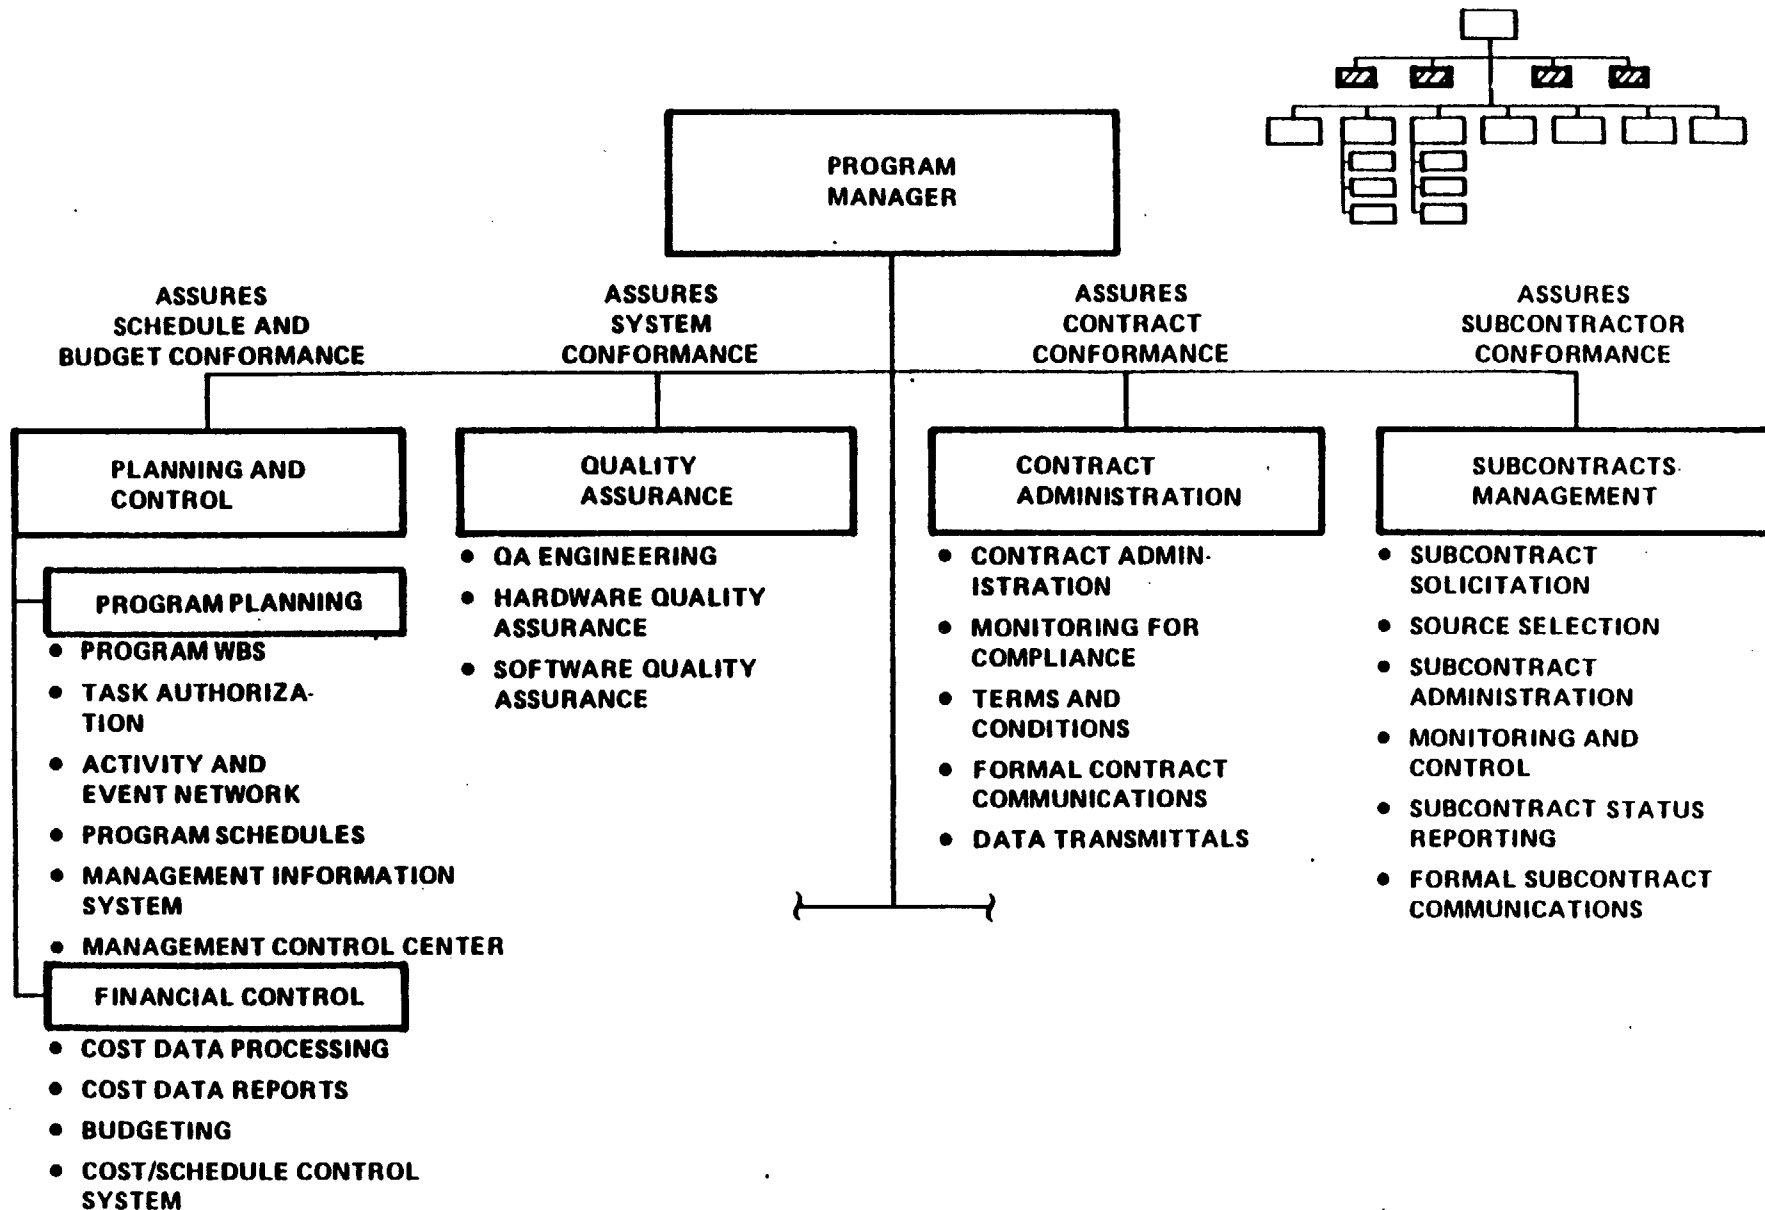 PROGRAM
MANAGER
ASSURES
SCHEDULE AND
BUDGET CONFORMANCE
ASSURES
SYSTEM
CONFORMANCE
ASSURES
CONTRACT
CONFORMANCE
ASSURES
SUBCONTRACTOR
CONFORMANCE
PLANNING AND
CONTROL
PROGRAM PLANNING
• PROGRAM WBS
• TASK AUTHORIZA-
TION
• ACTIVITY AND
EVENT NETWORK
• PROGRAM SCHEDULES
• MANAGEMENT INFORMATION
SYSTEM
• MANAGEMENT CONTROL CENTER
FINANCIAL CONTROL
• COST DATA PROCESSING
• COST DATA REPORTS
• BUDGETING
• COST/SCHEDULE CONTROL
SYSTEM
QUALITY
ASSURANCE
• QA ENGINEERING
• HARDWARE QUALITY
ASSURANCE
• SOFTWARE QUALITY
ASSURANCE
CONTRACT
ADMINISTRATION
• CONTRACT ADMIN-
ISTRATION
• MONITORING FOR
COMPLIANCE
• TERMS AND
CONDITIONS
• FORMAL CONTRACT
COMMUNICATIONS
• DATA TRANSMITTALS
SUBCONTRACTS
MANAGEMENT
• SUBCONTRACT
SOLICITATION
• SOURCE SELECTION
• SUBCONTRACT
ADMINISTRATION
• MONITORING AND
CONTROL
• SUBCONTRACT STATUS
REPORTING
• FORMAL SUBCONTRACT
COMMUNICATIONS